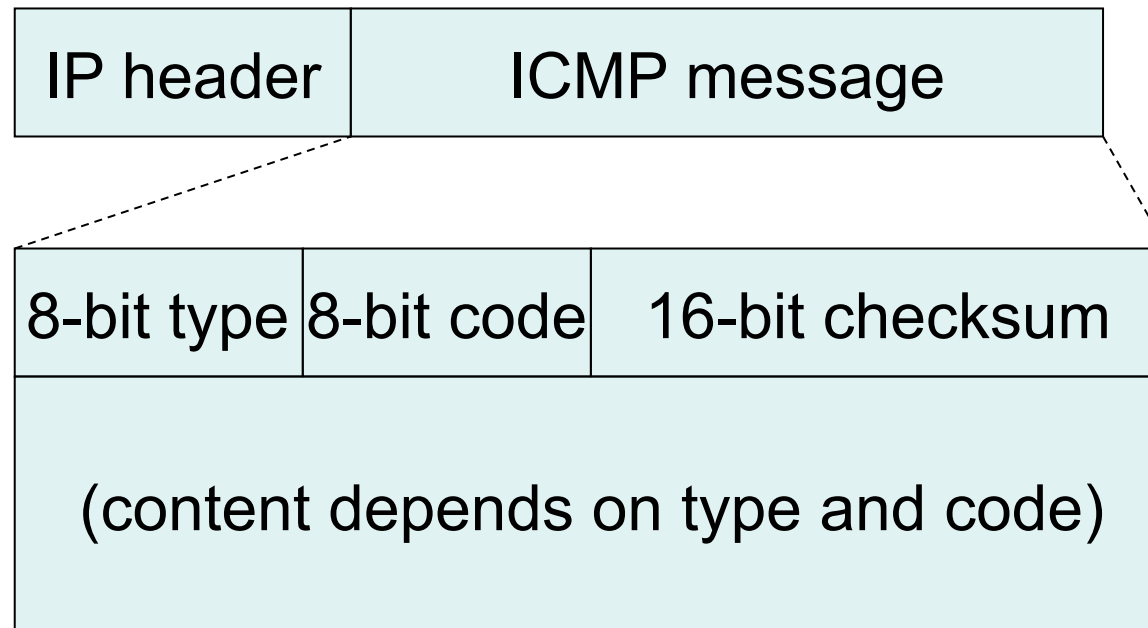 IP header ICMP message
8-bit type 8-bit code 16-bit checksum
(content depends on type and code)